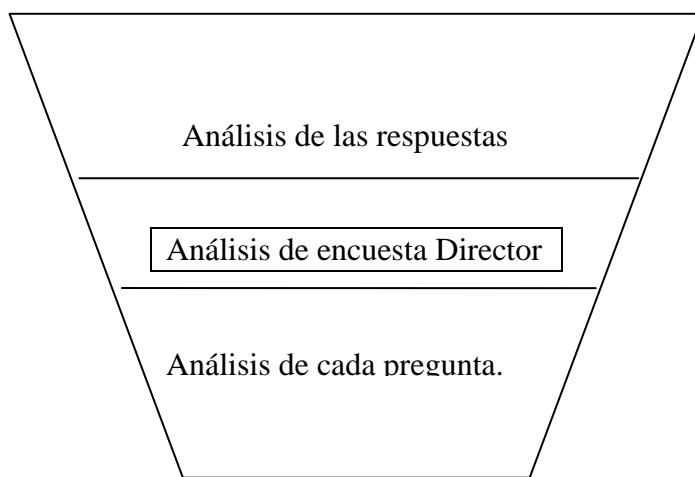 Análisis de las respuestas
Análisis de encuesta Director
Análisis de cada pregunta.